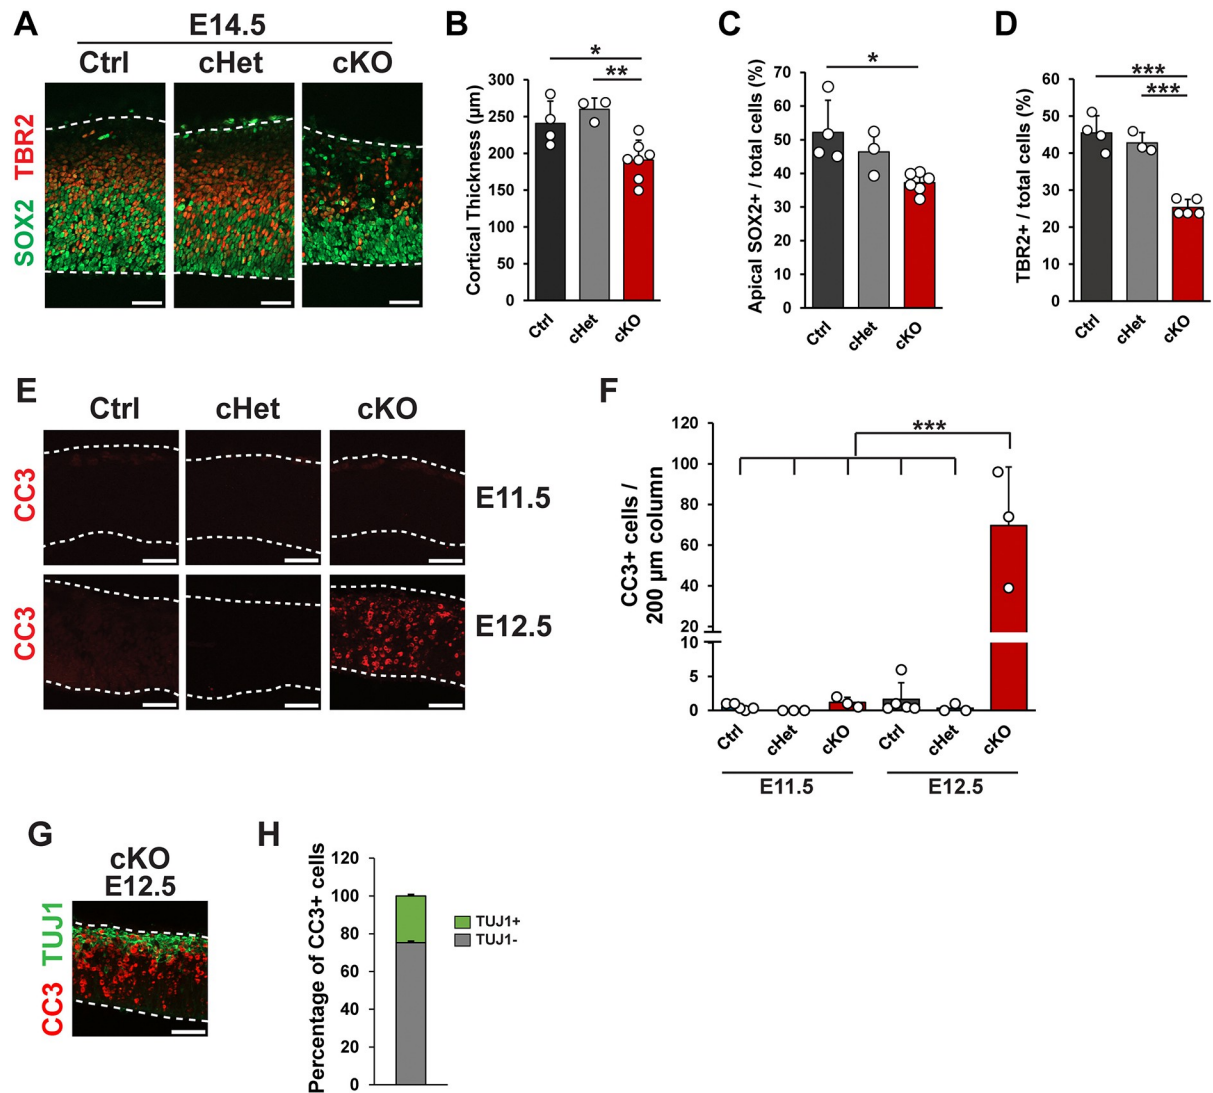 A
E14.5
Ctrl
cHet
cKO
SOX2 TBR2
B
*
**
Cortical Thickness (µm)
300
250
200
150
100
50
0
Ctrl
cHet
cKO
C
*
Apical SOX2+ / total cells (%)
70
60
50
40
30
20
10
0
Ctrl
cHet
cKO
D
***
***
TBR2+ / total cells (%)
60
50
40
30
20
10
0
Ctrl
cHet
cKO
E
Ctrl
cHet
cKO
CC3
E11.5
CC3
E12.5
F
***
CC3+ cells /
200 µm column
120
100
80
60
40
20
10
5
0
Ctrl
cHet
cKO
Ctrl
cHet
cKO
E11.5
E12.5
G
cKO
E12.5
CC3 TUJ1
H
Percentage of CC3+ cells
120
100
80
60
40
20
0
TUJ1+
TUJ1-